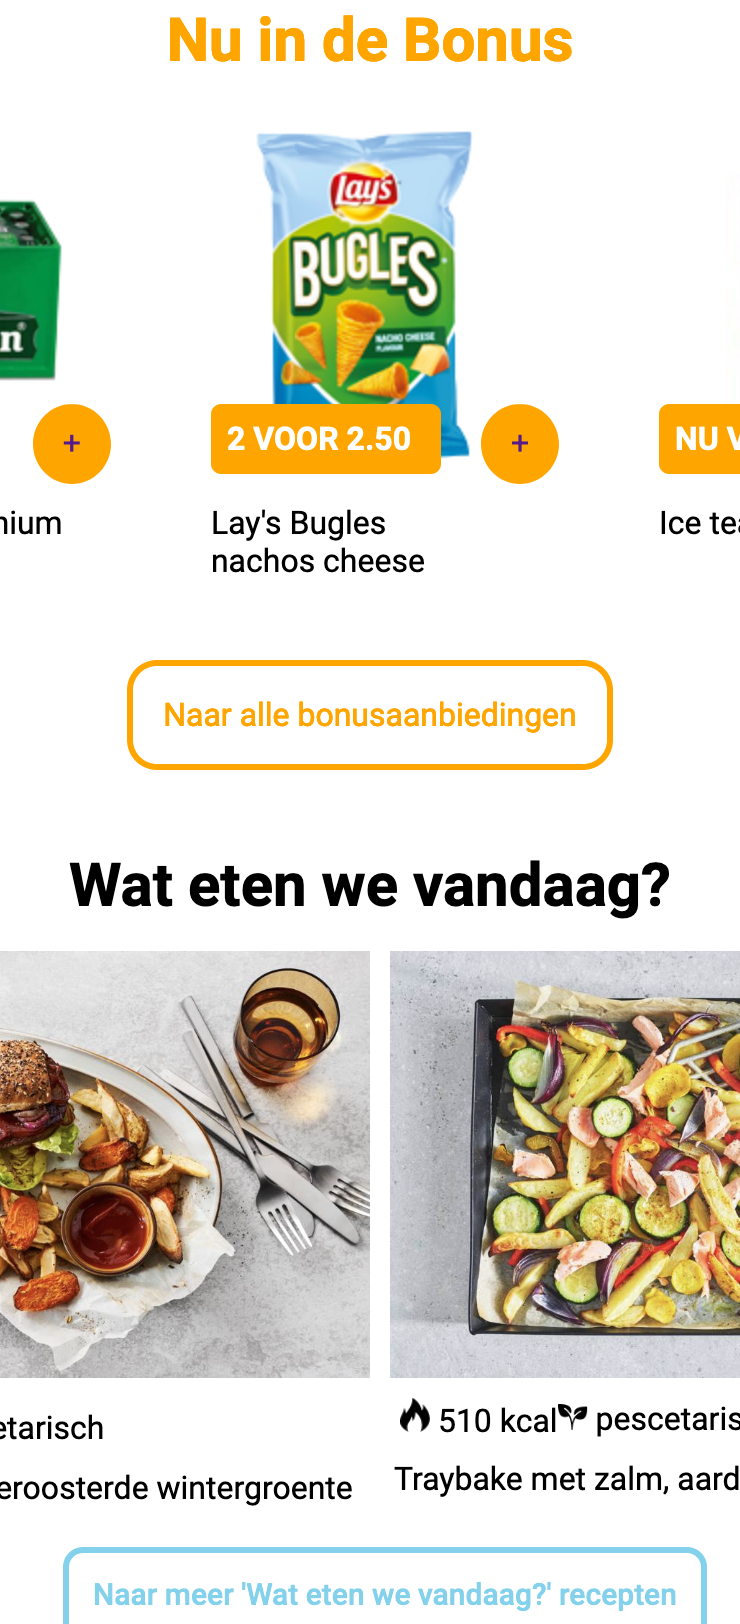 Nu in de Bonus
Lay's
BUGLES
NACHO CHEESE
FLAVOUR
n
+
2 VOOR 2.50
+
NU V
nium
Lay's Bugles
nachos cheese
Ice tea
Naar alle bonusaanbiedingen
Wat eten we vandaag?
etarisch
510 kcal pescetaris
eroosterde wintergroente
Traybake met zalm, aard
Naar meer 'Wat eten we vandaag?' recepten